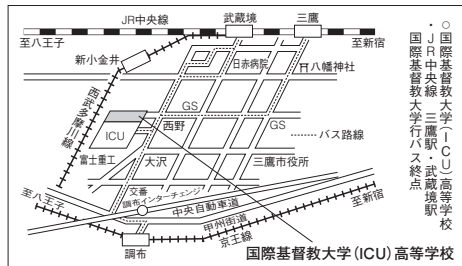 ○国際基督教大学(ICU)高等学校
・JR中央線 三鷹駅・武蔵境駅
国際基督教大学行バス終点
JR中央線
武蔵境
三鷹
至八王子
至新宿
新小金井
日赤病院
八幡神社
西武多摩川線
GS
ICU
西野
GS
バス路線
富士重工
大沢
三鷹市役所
交番
調布インターチェンジ
至八王子
中央自動車道
至新宿
甲州街道
京王線
調布
国際基督教大学(ICU)高等学校